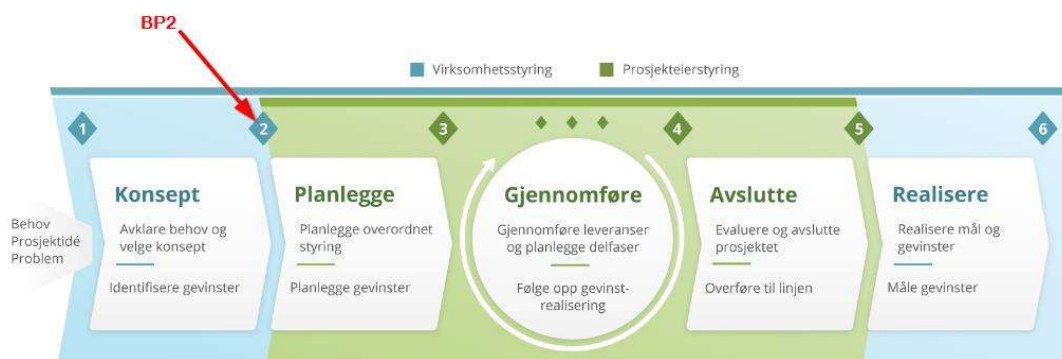 BP2
Virksomhetsstyring
Prosjekteierstyring
1
2
3
4
5
6
Behov
Prosjektidé
Problem
Konsept
Avklare behov og
velge konsept
Identifisere gevinster
Planlegge
Planlegge overordnet
styring
Planlegge gevinster
Gjennomføre
Gjennomføre leveranser
og planlegge delfaser
Følge opp gevinst-
realisering
Avslutte
Evaluere og avslutte
prosjektet
Overføre til linjen
Realisere
Realisere mål og
gevinster
Måle gevinster